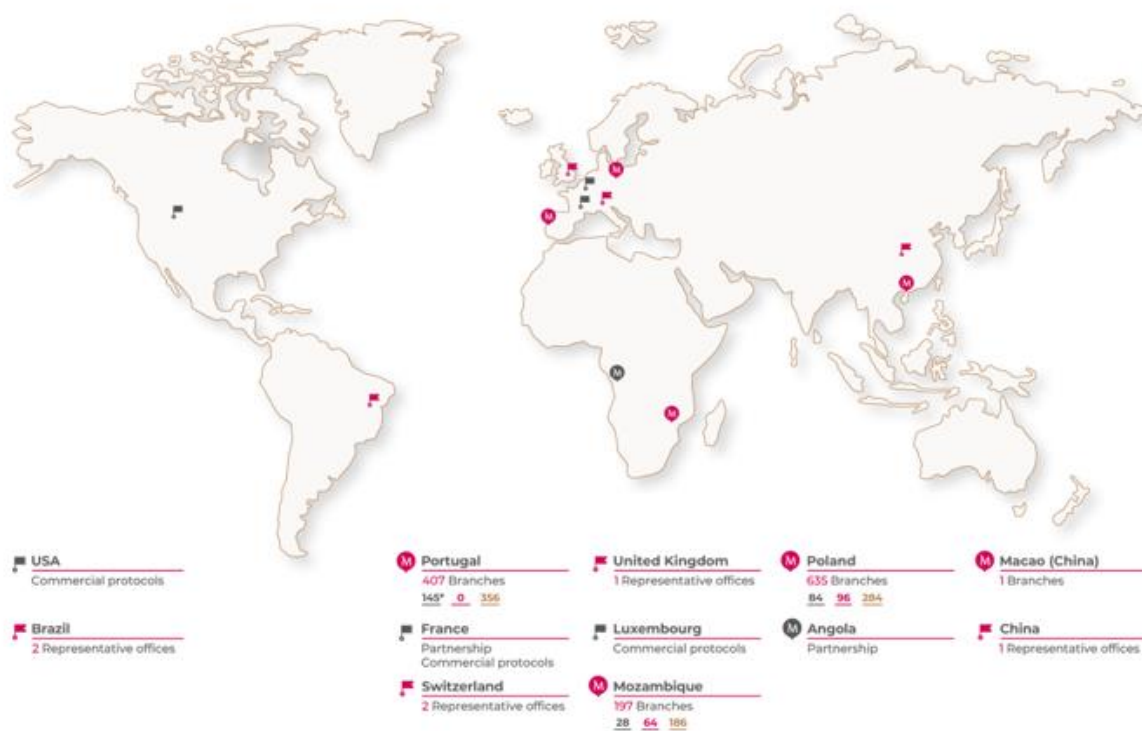 USA
Commercial protocols
Brazil
2 Representative offices
M
Portugal
407 Branches
145* 0 356
France
Partnership
Commercial protocols
Switzerland
2 Representative offices
United Kingdom
1 Representative offices
Luxembourg
Commercial protocols
M
Mozambique
197 Branches
28 64 186
M
Poland
635 Branches
84 96 284
M
Angola
Partnership
M
Macao (China)
1 Branches
China
1 Representative offices
M
M
M
M
M